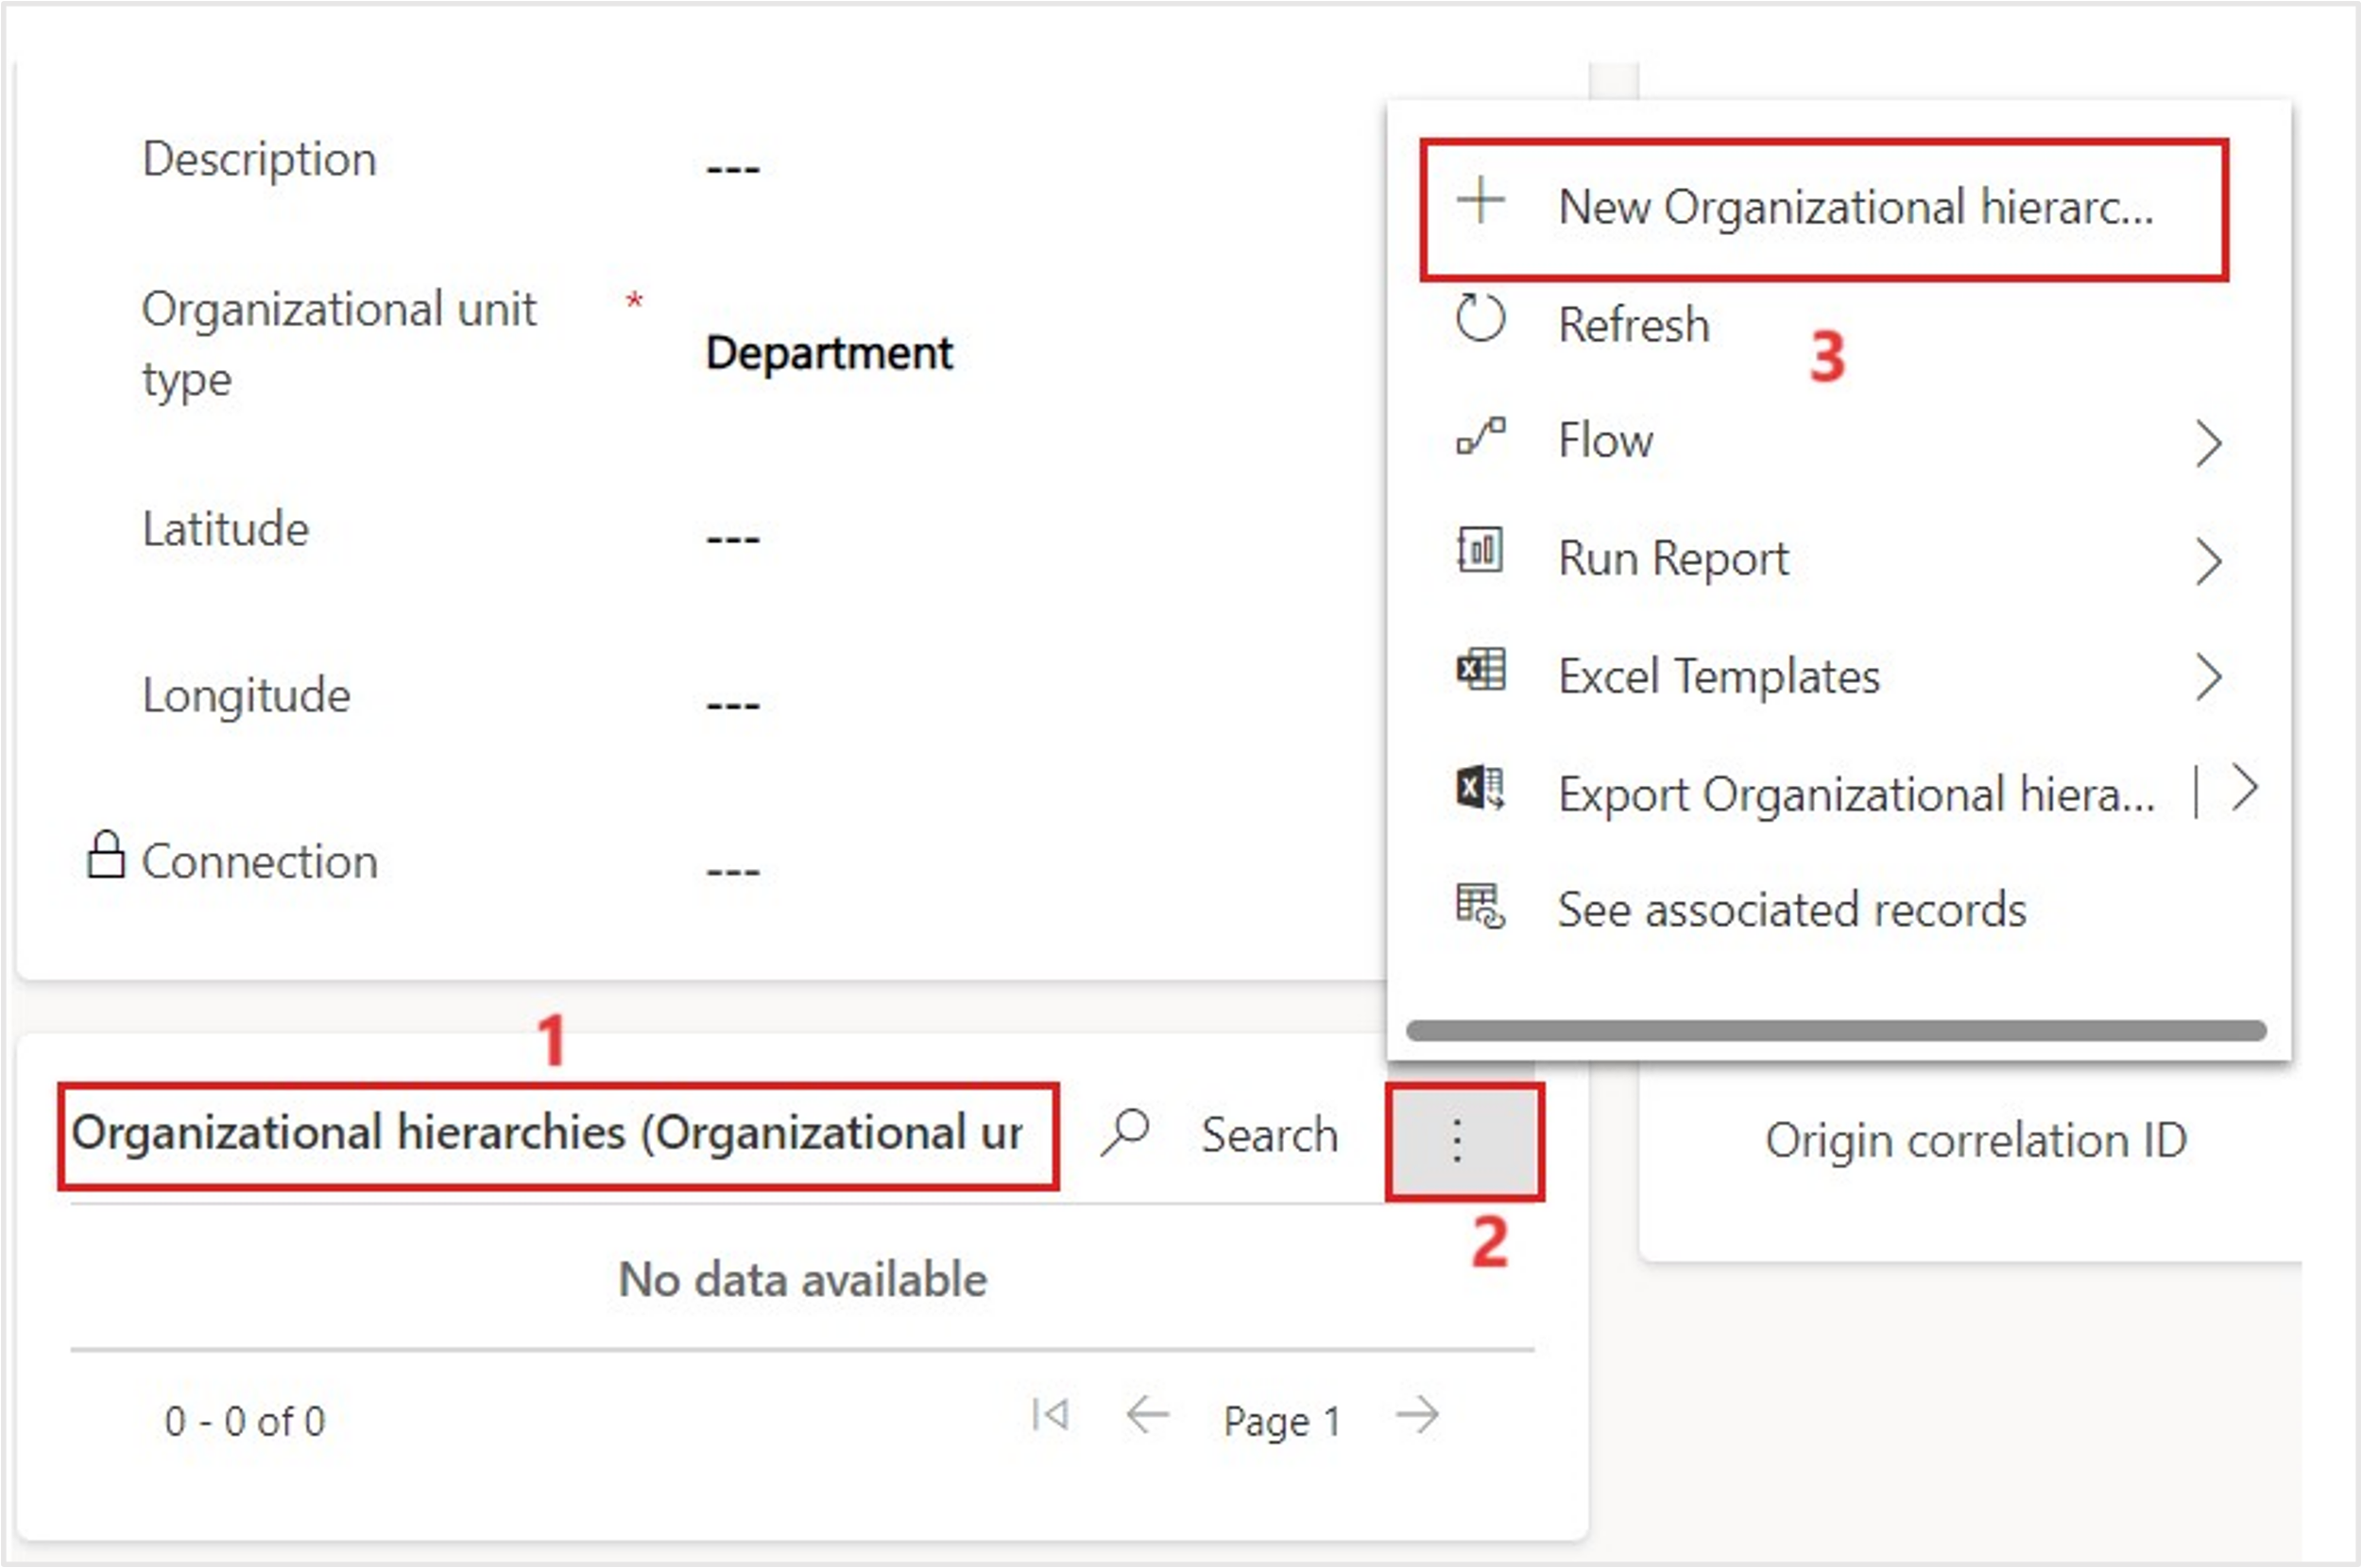 Description
---
Organizational unit *
type
Department
Latitude
---
Longitude
---
Connection
---
New Organizational hierarc...
Refresh
3
Flow
Run Report
Excel Templates
Export Organizational hiera...
See associated records
1
Organizational hierarchies (Organizational ur
Search
2
No data available
0 - 0 of 0
Page 1
Origin correlation ID